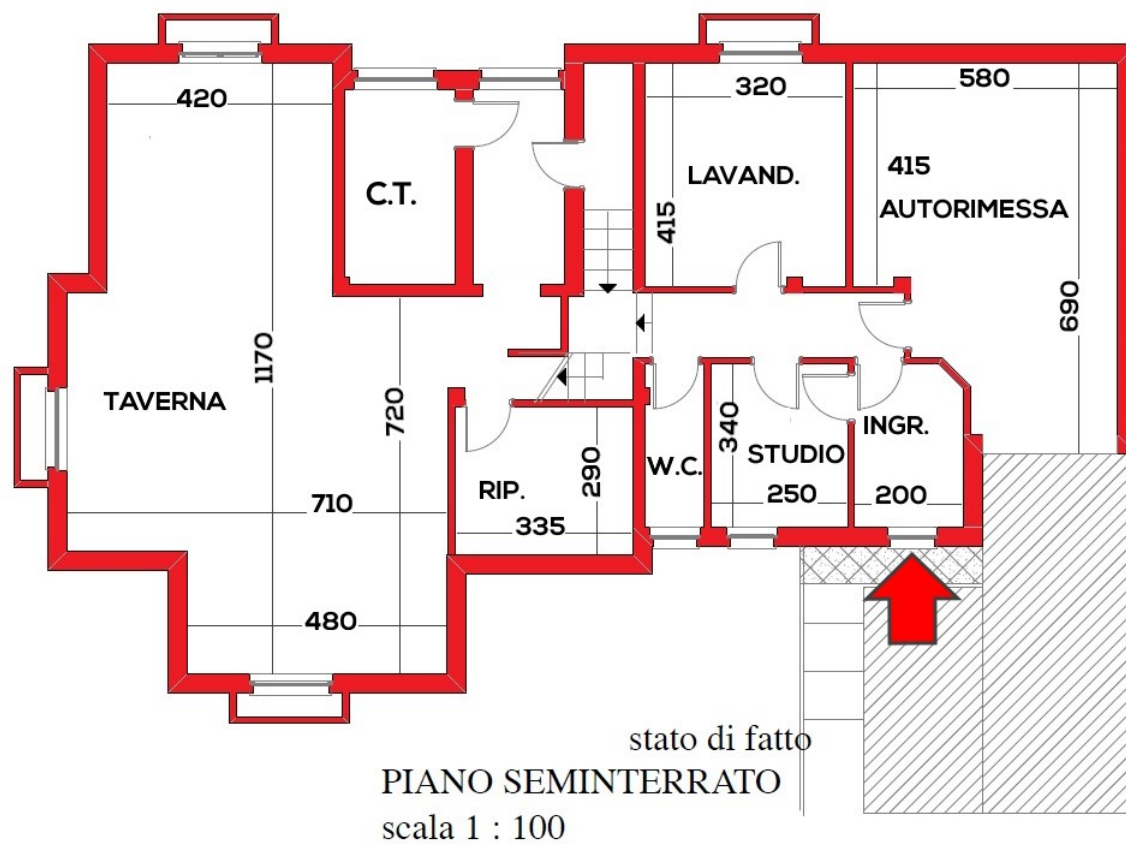 420
320
580
C.T.
LAVAND.
415
AUTORIMESSA
415
690
1170
TAVERNA
720
340
INGR.
STUDIO
W.C.
290
RIP.
250
200
710
335
480
stato di fatto
PIANO SEMINTERRATO
scala 1 : 100